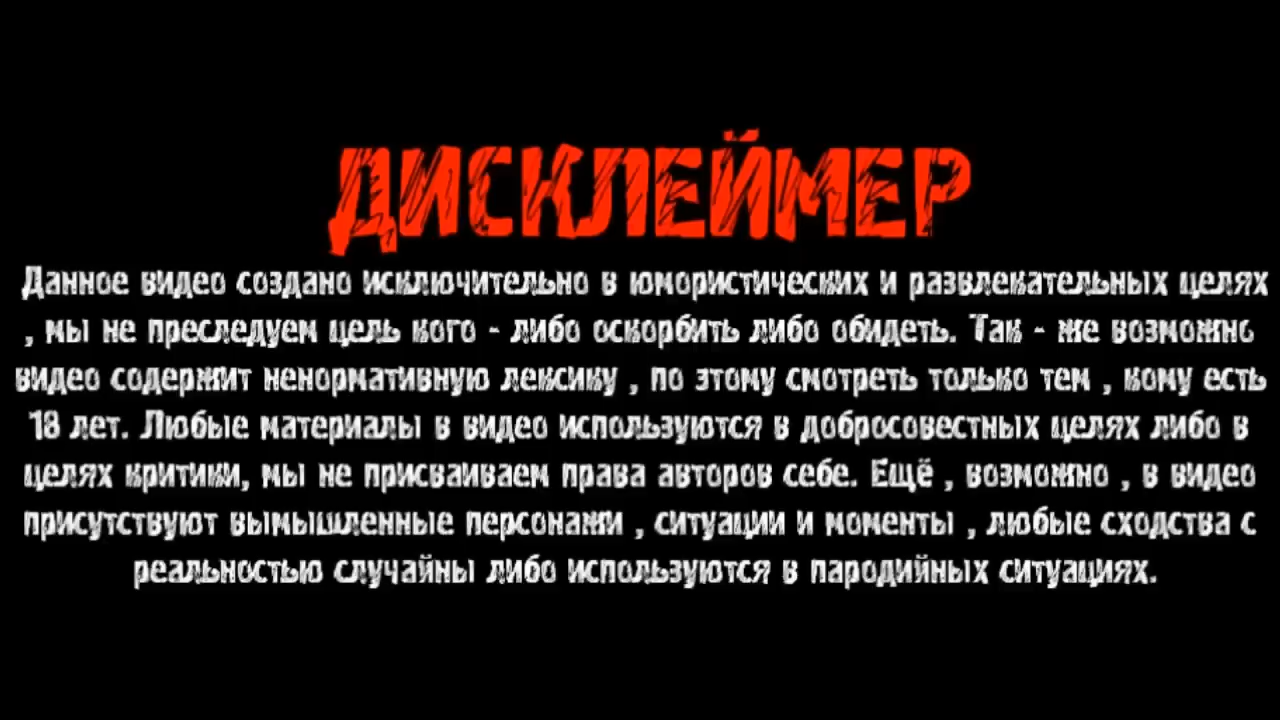 ДИСКЛЕЙМЕР
Данное видео создано исключительно в юмористических и развлекательных целях
, мы не преследуем цель кого - либо оскорбить либо обидеть. Так - же возможно
видео содержит ненормативную лексику , по этому смотреть только тем , кому есть
18 лет. Любые материалы в видео используются в добросовестных целях либо в
целях критики, мы не присваиваем права авторов себе. Ещё , возможно , в видео
присутствуют вымышленные персонажи , ситуации и моменты , любые сходства с
реальностью случайны либо используются в пародийных ситуациях.